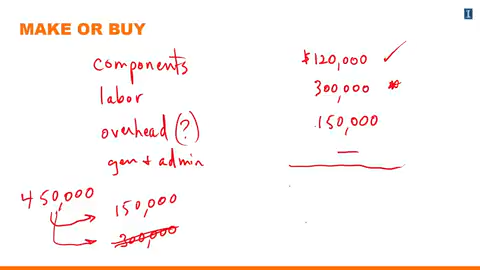 MAKE OR BUY
components $120,000 ✓
labor 300,000 *
overhead (?) 150,000
gen + admin —
450,000
150,000
300,000
I